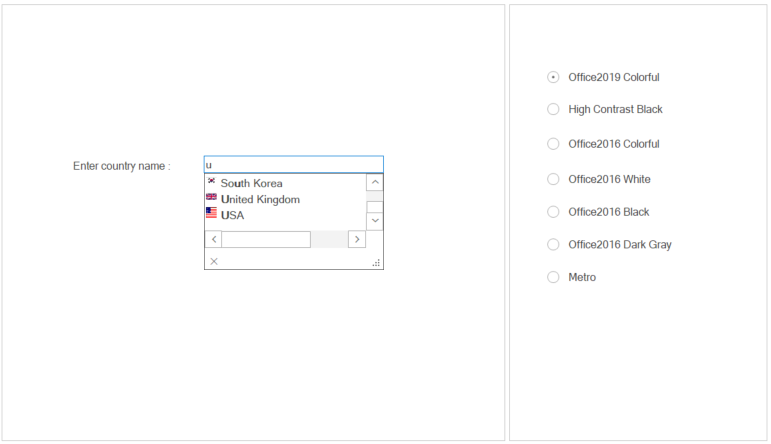 Enter country name :
u
South Korea
United Kingdom
USA
Office2019 Colorful
High Contrast Black
Office2016 Colorful
Office2016 White
Office2016 Black
Office2016 Dark Gray
Metro